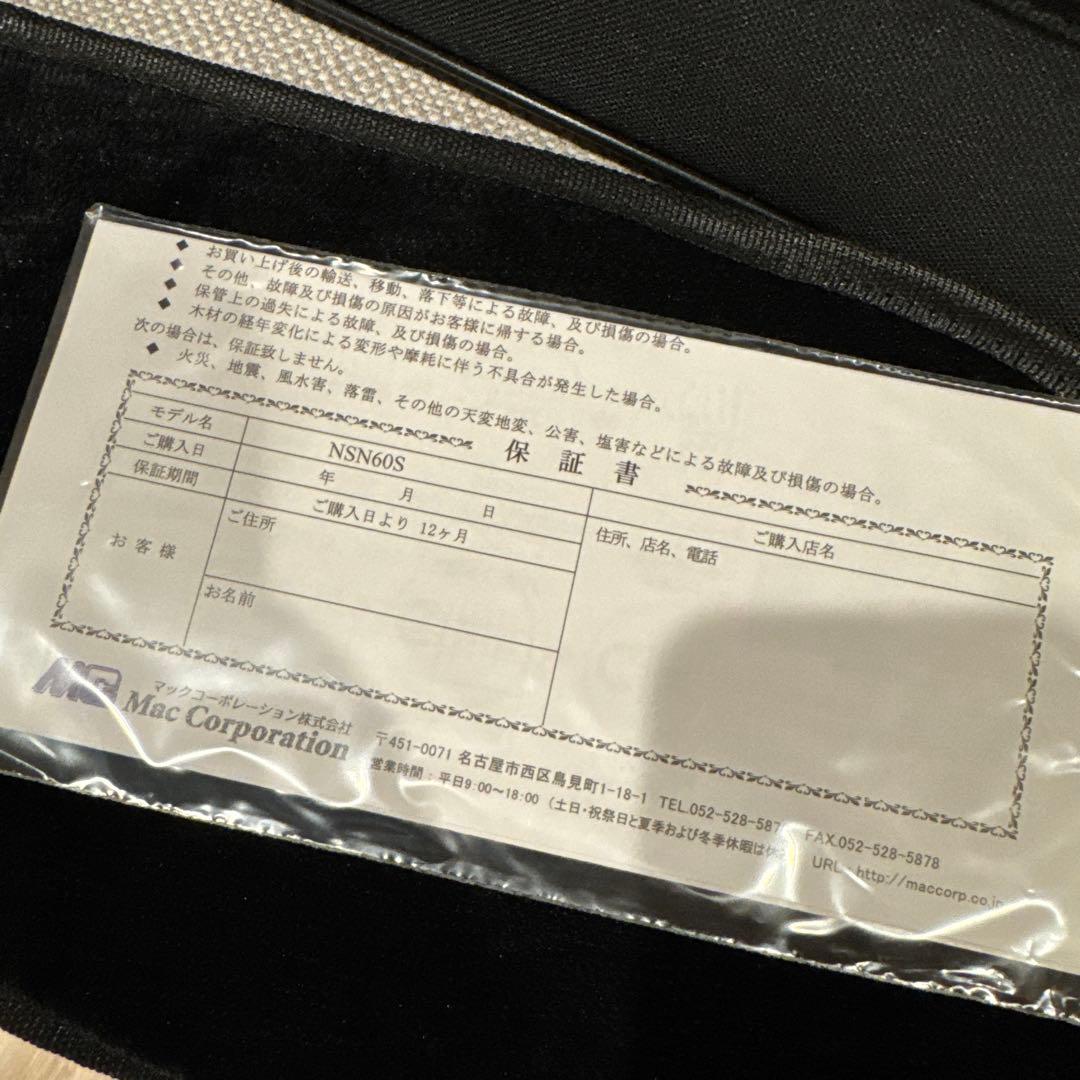 ◆ お買い上げ後の輸送、移動、落下等による故障、及び損傷の場合。
◆ その他、故障及び損傷の原因がお客様に帰する場合。
◆ 保管上の過失による故障、及び損傷の場合。
◆ 木材の経年変化による変形や摩耗に伴う不具合が発生した場合。
次の場合は、保証致しません。
◆ 火災、地震、風水害、落雷、その他の天変地変、公害、塩害などによる故障及び損傷の場合。
保証書
モデル名 NSN60S
ご購入日 年 月 日
保証期間 ご購入日より 12ヶ月
お客様 ご住所
お名前
ご購入店名
住所、店名、電話
MC
マックコーポレーション株式会社
Mac Corporation
〒451-0071 名古屋市西区鳥見町1-18-1 TEL.052-528-587 FAX.052-528-5878
営業時間：平日9:00〜18:00（土日・祝祭日と夏季および冬季休暇は
URL：http://maccorp.co.jp